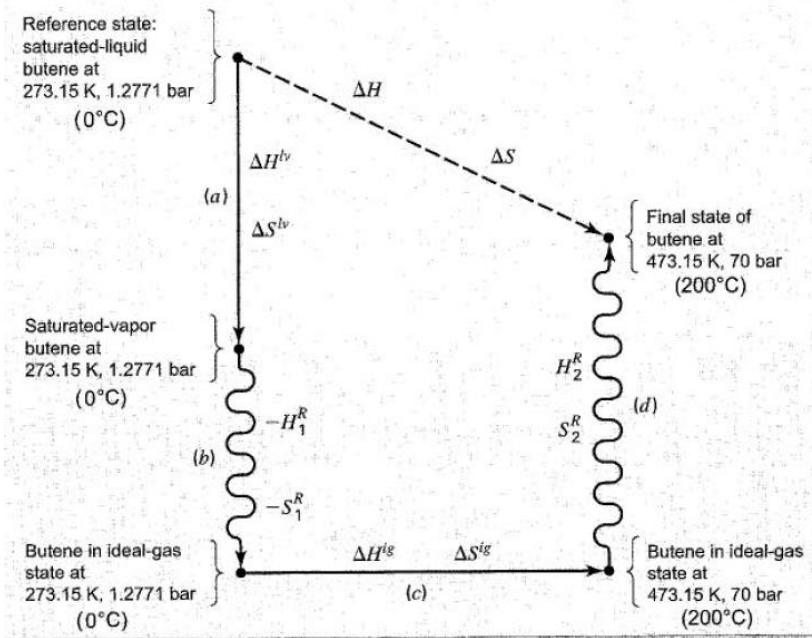 Reference state:
saturated-liquid
butene at
273.15 K, 1.2771 bar
(0°C)
ΔH
ΔS
ΔH^{lv}
(a)
ΔS^{lv}
Final state of
butene at
473.15 K, 70 bar
(200°C)
Saturated-vapor
butene at
273.15 K, 1.2771 bar
(0°C)
H_2^R
(d)
S_2^R
-H_1^R
(b)
-S_1^R
Butene in ideal-gas
state at
273.15 K, 1.2771 bar
(0°C)
ΔH^{ig} ΔS^{ig}
(c)
Butene in ideal-gas
state at
473.15 K, 70 bar
(200°C)